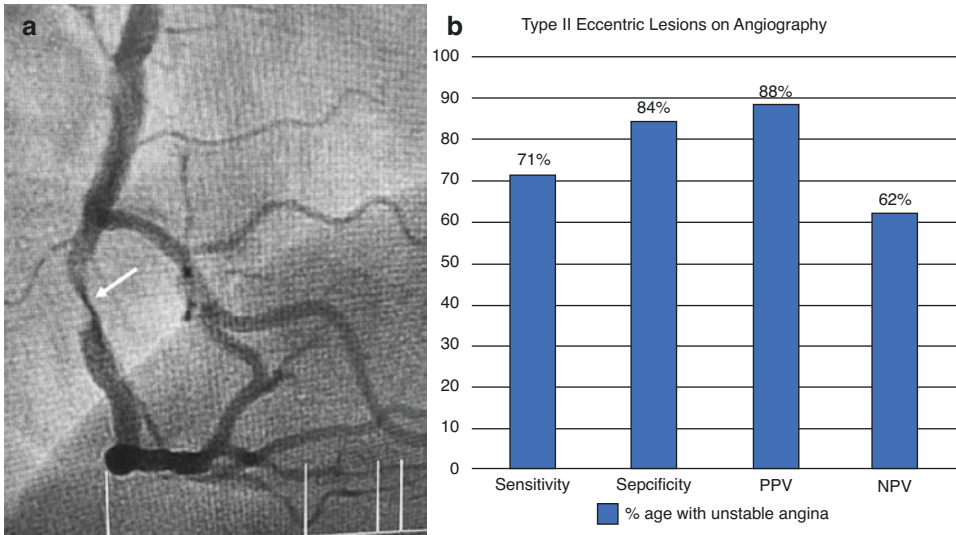 a
b
Type II Eccentric Lesions on Angiography
100
90
80
70
60
50
40
30
20
10
0
71%
84%
88%
62%
Sensitivity
Sepcificity
PPV
NPV
% age with unstable angina